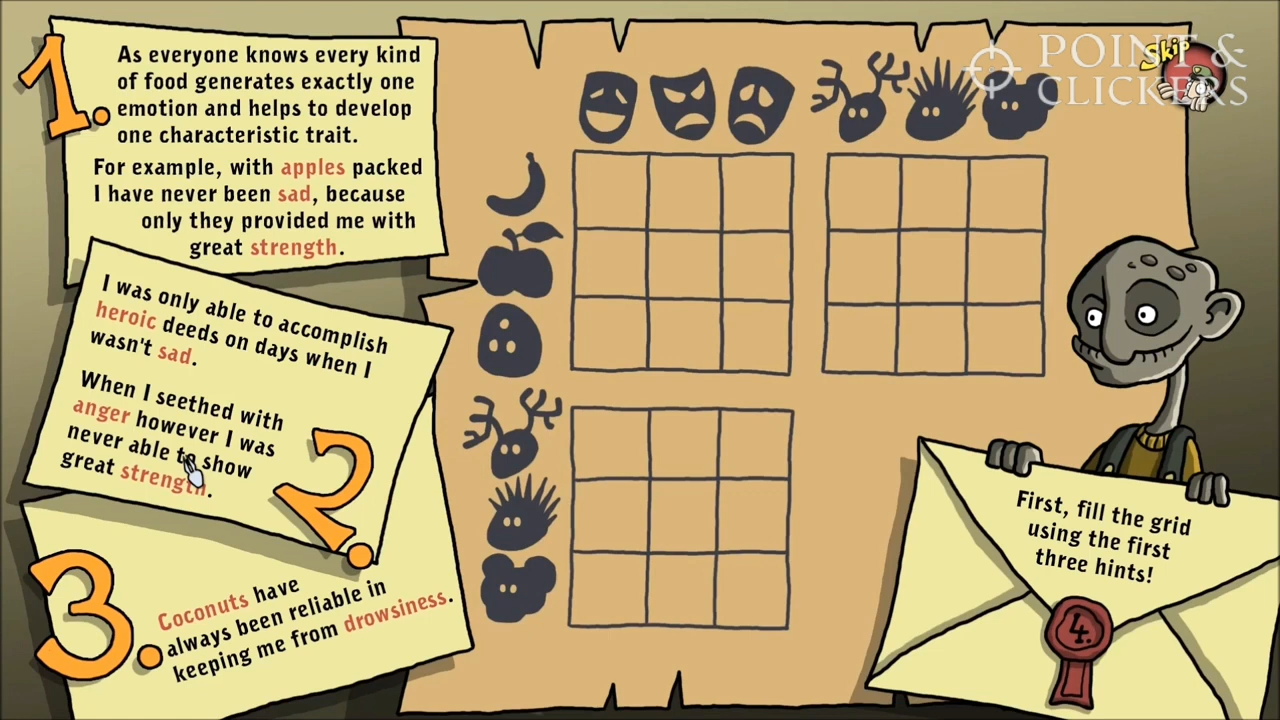 1.
As everyone knows every kind
of food generates exactly one
emotion and helps to develop
one characteristic trait.
For example, with apples packed
I have never been sad, because
only they provided me with
great strength.
I was only able to accomplish
heroic deeds on days when I
wasn't sad.
When I seethed with
anger however I was
never able to show
great strength.
2.
3.
Coconuts have
always been reliable in
keeping me from drowsiness.
Skip
POINT &
CLICKERS
First, fill the grid
using the first
three hints!
4.